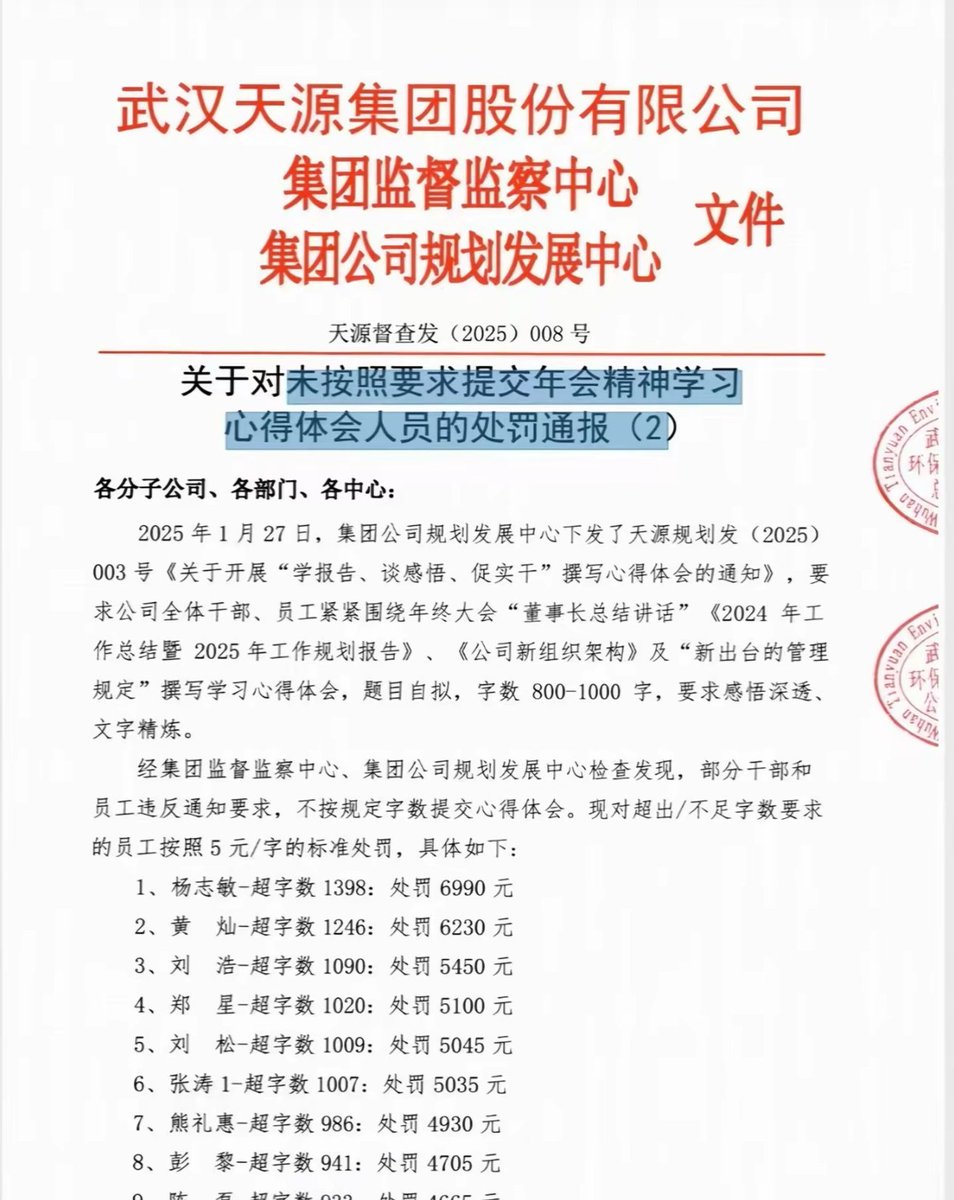 武汉天源集团股份有限公司
集团监督监察中心
文件
集团公司规划发展中心
天源督查发（2025）008 号
关于对未按照要求提交年会精神学习
心得体会人员的处罚通报（2）
各分子公司、各部门、各中心：
2025 年 1 月 27 日，集团公司规划发展中心下发了天源规划发（2025）
003 号《关于开展“学报告、谈感悟、促实干”撰写心得体会的通知》，要
求公司全体干部、员工紧紧围绕年终大会“董事长总结讲话”《2024 年工
作总结暨 2025 年工作规划报告》、《公司新组织架构》及“新出台的管理
规定”撰写学习心得体会，题目自拟，字数 800-1000 字，要求感悟深透、
文字精炼。
经集团监督监察中心、集团公司规划发展中心检查发现，部分干部和
员工违反通知要求，不按规定字数提交心得体会。现对超出/不足字数要求
的员工按照 5 元/字的标准处罚，具体如下：
1、杨志敏-超字数 1398：处罚 6990 元
2、黄　灿-超字数 1246：处罚 6230 元
3、刘　浩-超字数 1090：处罚 5450 元
4、郑　星-超字数 1020：处罚 5100 元
5、刘　松-超字数 1009：处罚 5045 元
6、张涛 1-超字数 1007：处罚 5035 元
7、熊礼惠-超字数 986：处罚 4930 元
8、彭　黎-超字数 941：处罚 4705 元
9、陈　磊-超字数 933：处罚 4665 元
Wuhan Tianyuan Envi
武
环保
Wuhan Tianyuan Envi
武
环保
公